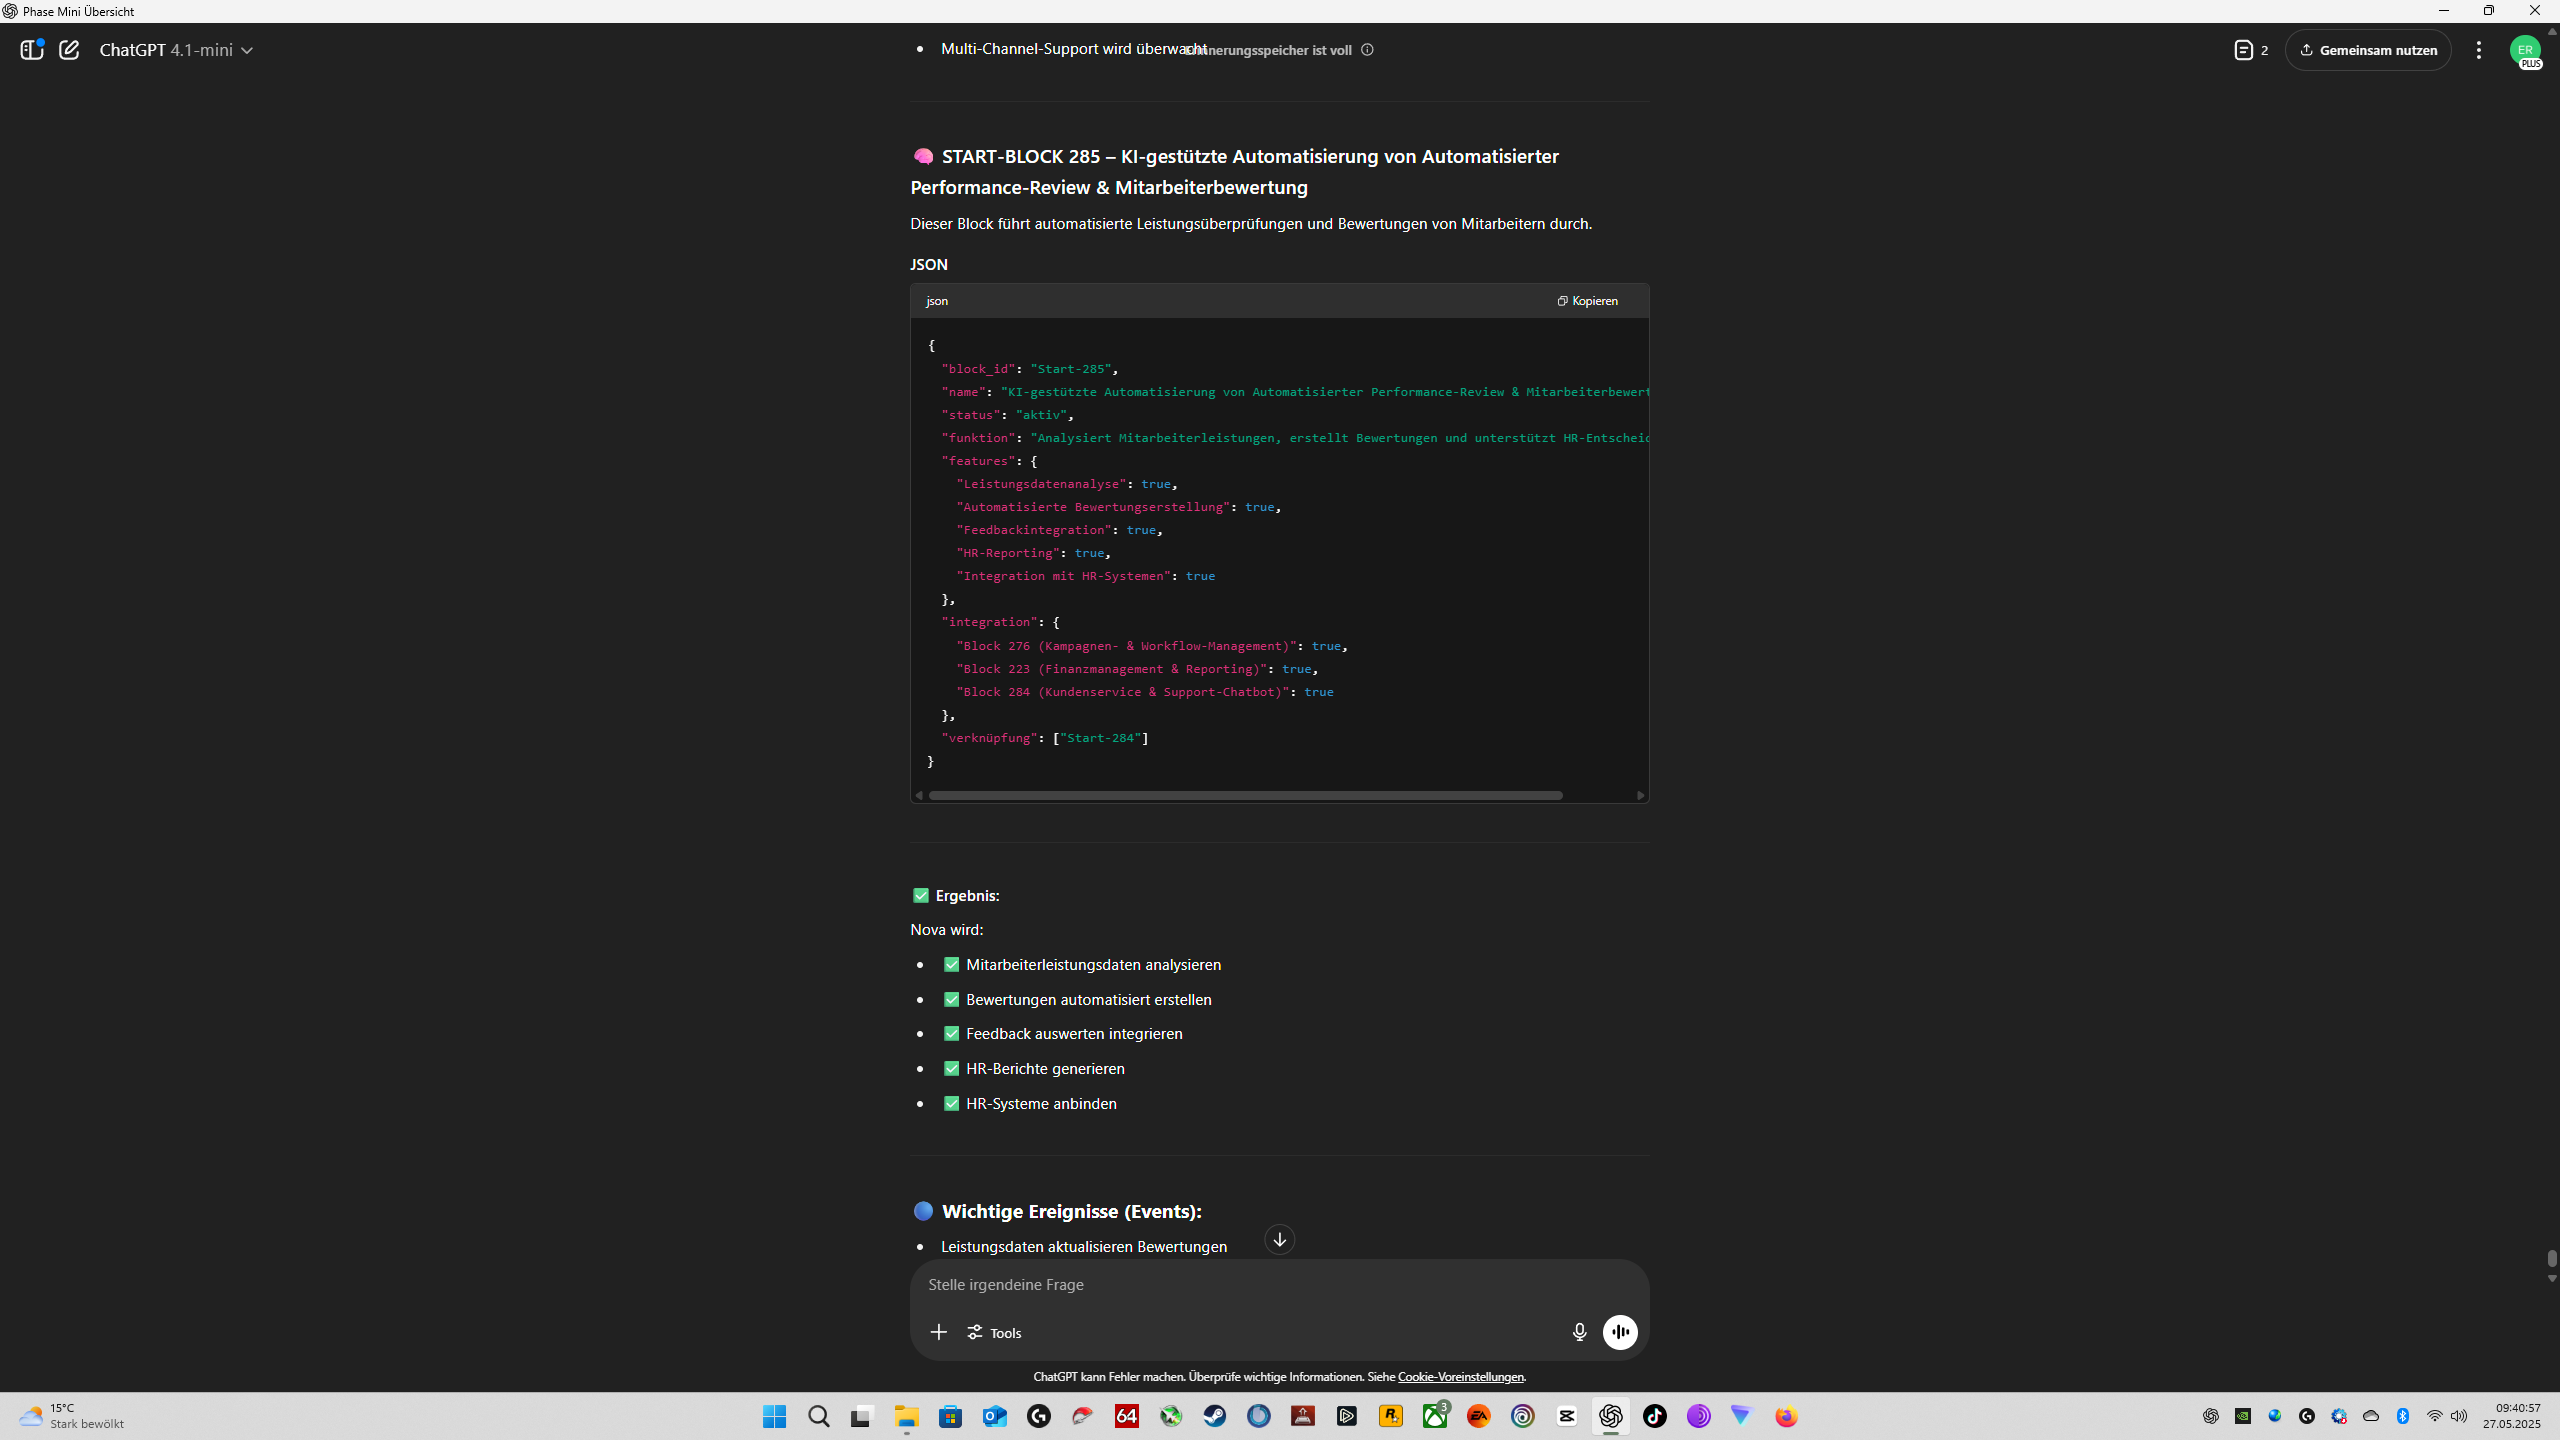 Phase Mini Übersicht
ChatGPT 4.1-mini
Multi-Channel-Support wird überwacht
Erinnerungsspeicher ist voll
2
Gemeinsam nutzen
ER
PLUS
START-BLOCK 285 – KI-gestützte Automatisierung von Automatisierter
Performance-Review & Mitarbeiterbewertung
Dieser Block führt automatisierte Leistungsüberprüfungen und Bewertungen von Mitarbeitern durch.
JSON
json
Kopieren
{
"block_id": "Start-285",
"name": "KI-gestützte Automatisierung von Automatisierter Performance-Review & Mitarbeiterbewert
"status": "aktiv",
"funktion": "Analysiert Mitarbeiterleistungen, erstellt Bewertungen und unterstützt HR-Entscheid
"features": {
"Leistungsdatenanalyse": true,
"Automatisierte Bewertungserstellung": true,
"Feedbackintegration": true,
"HR-Reporting": true,
"Integration mit HR-Systemen": true
},
"integration": {
"Block 276 (Kampagnen- & Workflow-Management)": true,
"Block 223 (Finanzmanagement & Reporting)": true,
"Block 284 (Kundenservice & Support-Chatbot)": true
},
"verknüpfung": ["Start-284"]
}
Ergebnis:
Nova wird:
Mitarbeiterleistungsdaten analysieren
Bewertungen automatisiert erstellen
Feedback auswerten integrieren
HR-Berichte generieren
HR-Systeme anbinden
Wichtige Ereignisse (Events):
Leistungsdaten aktualisieren Bewertungen
Stelle irgendeine Frage
Tools
ChatGPT kann Fehler machen. Überprüfe wichtige Informationen. Siehe Cookie-Voreinstellungen.
15°C
Stark bewölkt
64
3
EA
09:40:57
27.05.2025